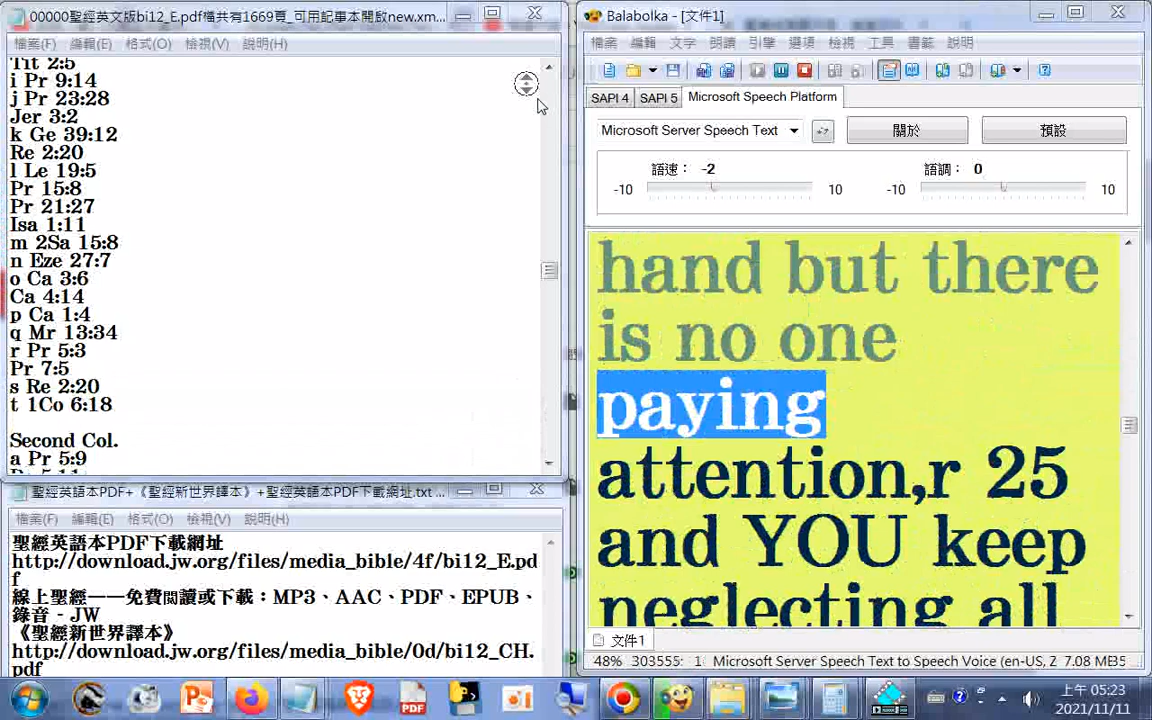 00000聖經英文版bi12_E.pdf檔共有1669頁_可用記事本開啟new.xm...
檔案(F) 編輯(E) 格式(O) 檢視(V) 說明(H)
Tit 2:5
i Pr 9:14
j Pr 23:28
Jer 3:2
k Ge 39:12
Re 2:20
l Le 19:5
Pr 15:8
Pr 21:27
Isa 1:11
m 2Sa 15:8
n Eze 27:7
o Ca 3:6
Ca 4:14
p Ca 1:4
q Mr 13:34
r Pr 5:3
Pr 7:5
s Re 2:20
t 1Co 6:18
Second Col.
a Pr 5:9
聖經英語本PDF+《聖經新世界譯本》+聖經英語本PDF下載網址.txt ...
檔案(F) 編輯(E) 格式(O) 檢視(V) 說明(H)
聖經英語本PDF下載網址
http://download.jw.org/files/media_bible/4f/bi12_E.pd
f
線上聖經——免費閱讀或下載：MP3、AAC、PDF、EPUB、
錄音 - JW
《聖經新世界譯本》
http://download.jw.org/files/media_bible/0d/bi12_CH.
pdf
Balabolka - [文件1]
檔案 編輯 文字 朗讀 引擎 選項 檢視 工具 書籤 說明
SAPI 4 SAPI 5 Microsoft Speech Platform
Microsoft Server Speech Text 關於 預設
語速： -2 語調： 0
-10 10 -10 10
hand but there
is no one
paying
attention,r 25
and YOU keep
neglecting all
文件1
48% 303555: 1 Microsoft Server Speech Text to Speech Voice (en-US, Z 7.08 MB 35
PDF
上午 05:23
2021/11/11